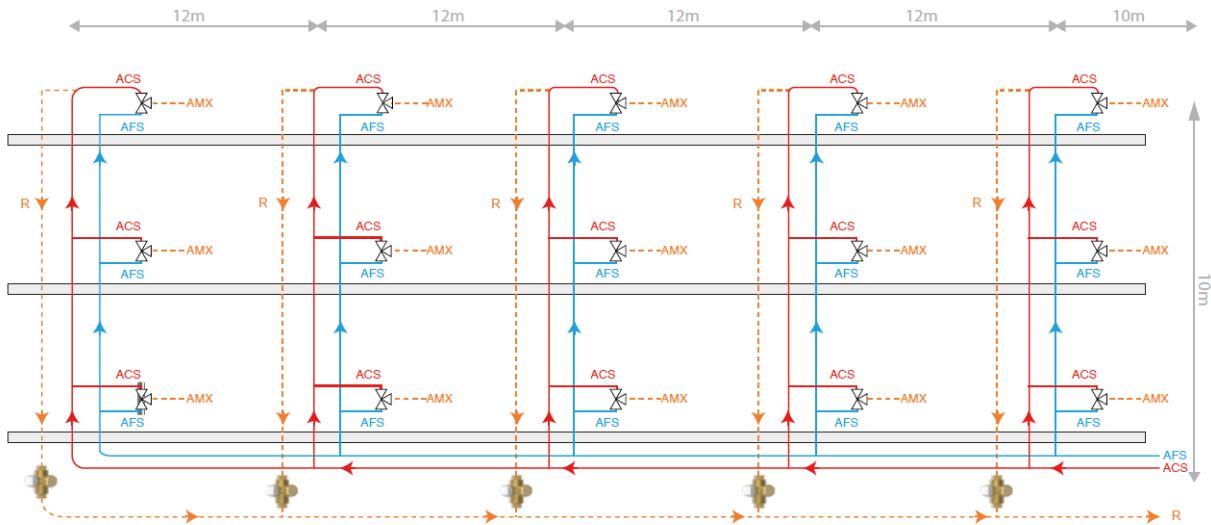 12m 12m 12m 12m 10m
ACS ACS ACS ACS ACS
AMX AMX AMX AMX AMX
AFS AFS AFS AFS AFS
R R R R R
ACS ACS ACS ACS ACS
AMX AMX AMX AMX AMX
AFS AFS AFS AFS AFS
10m
ACS ACS ACS ACS ACS
AMX AMX AMX AMX AMX
AFS AFS AFS AFS AFS
AFS
ACS
R